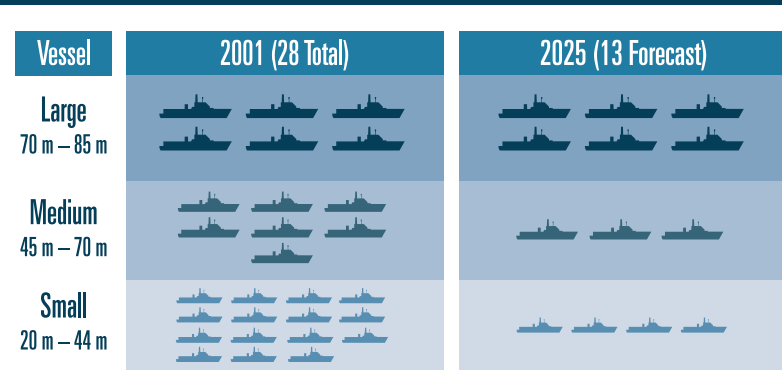 Vessel
2001 (28 Total)
2025 (13 Forecast)
Large
70 m – 85 m
Medium
45 m – 70 m
Small
20 m – 44 m